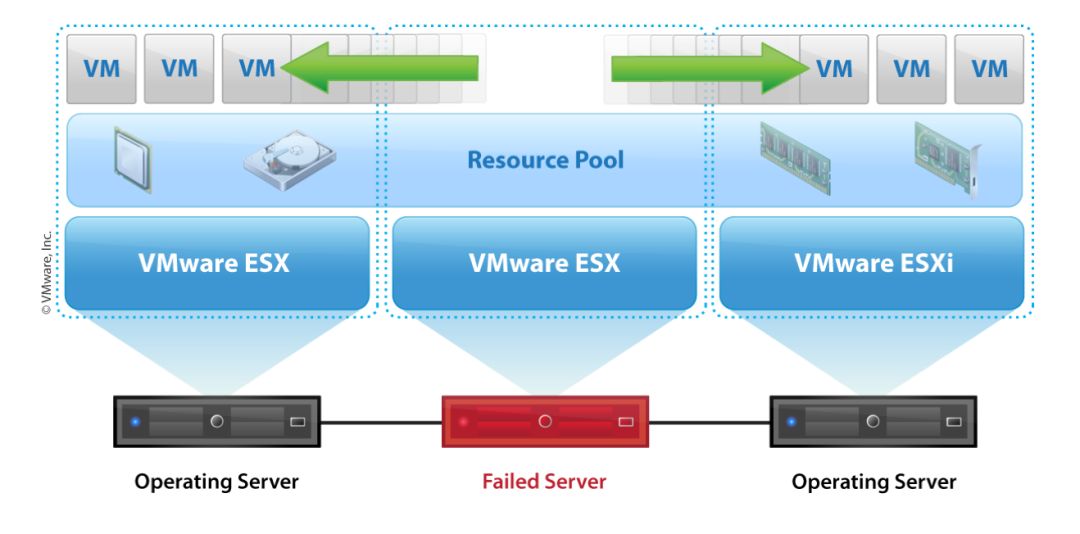 VM VM VM VM VM VM
Resource Pool
VMware ESX VMware ESX VMware ESXi
© VMware, Inc.
Operating Server Failed Server Operating Server